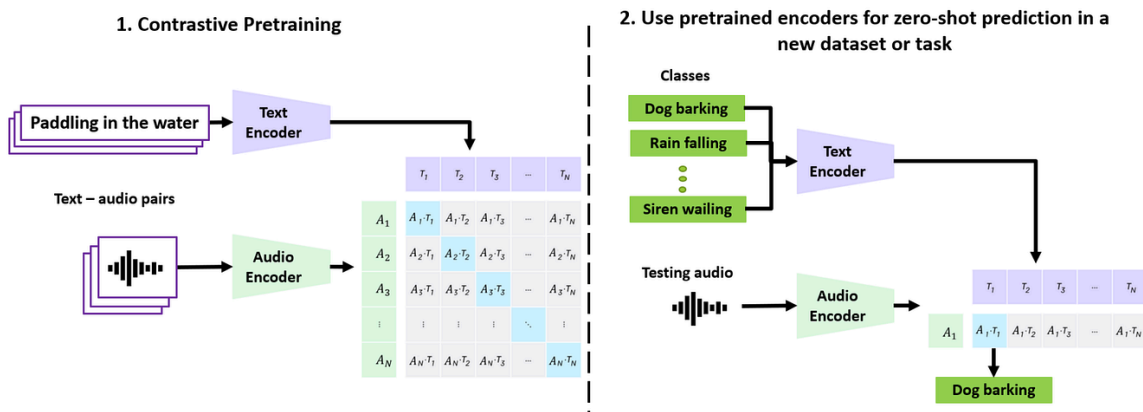 1. Contrastive Pretraining
Paddling in the water
Text
Encoder
Text – audio pairs
Audio
Encoder
T1 T2 T3 ... TN
A1 A1·T1 A1·T2 A1·T3 ... A1·TN
A2 A2·T1 A2·T2 A2·T3 ... A2·TN
A3 A3·T1 A3·T2 A3·T3 ... A3·TN
⋮ ⋮ ⋮ ⋮ ⋱ ⋮
AN AN·T1 AN·T2 AN·T3 ... AN·TN
2. Use pretrained encoders for zero-shot prediction in a
new dataset or task
Classes
Dog barking
Rain falling
Siren wailing
Text
Encoder
Testing audio
Audio
Encoder
T1 T2 T3 ... TN
A1 A1·T1 A1·T2 A1·T3 ... A1·TN
Dog barking